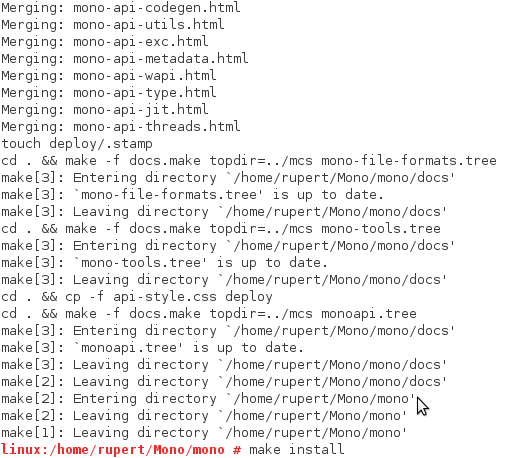 Merging: mono-api-codegen.html
Merging: mono-api-utils.html
Merging: mono-api-exc.html
Merging: mono-api-metadata.html
Merging: mono-api-wapi.html
Merging: mono-api-type.html
Merging: mono-api-jit.html
Merging: mono-api-threads.html
touch deploy/.stamp
cd . && make -f docs.make topdir=../mcs mono-file-formats.tree
make[3]: Entering directory `/home/rupert/Mono/mono/docs'
make[3]: `mono-file-formats.tree' is up to date.
make[3]: Leaving directory `/home/rupert/Mono/mono/docs'
cd . && make -f docs.make topdir=../mcs mono-tools.tree
make[3]: Entering directory `/home/rupert/Mono/mono/docs'
make[3]: `mono-tools.tree' is up to date.
make[3]: Leaving directory `/home/rupert/Mono/mono/docs'
cd . && cp -f api-style.css deploy
cd . && make -f docs.make topdir=../mcs monoapi.tree
make[3]: Entering directory `/home/rupert/Mono/mono/docs'
make[3]: `monoapi.tree' is up to date.
make[3]: Leaving directory `/home/rupert/Mono/mono/docs'
make[2]: Leaving directory `/home/rupert/Mono/mono/docs'
make[2]: Entering directory `/home/rupert/Mono/mono'
make[2]: Leaving directory `/home/rupert/Mono/mono'
make[1]: Leaving directory `/home/rupert/Mono/mono'
linux:/home/rupert/Mono/mono # make install